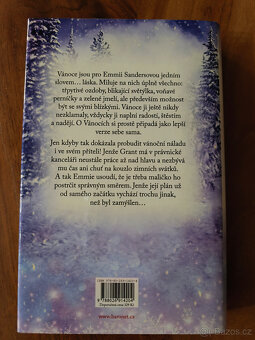 Vánoce jsou pro Emmii Sandersovou jedním
slovem… láska. Miluje na nich úplně všechno:
třpytivé ozdoby, blikající světýlka, voňavé
perníčky a zelené jmelí, ale především možnost
být se svými blízkými. Vánoce ji ještě nikdy
nezklamaly, vždycky ji naplní radostí, štěstím
a nadějí. O Vánocích si prostě připadá jako lepší
verze sebe sama.
Jen kdyby tak dokázala probudit vánoční náladu
i ve svém příteli! Jenže Grant má v právnické
kanceláři neustále práce až nad hlavu a nezbývá
mu čas ani chuť na kouzlo zimních svátků.
A tak Emmie usoudí, že je třeba maličko ho
postrčit správným směrem. Jenže její plán už
od samého začátku vychází trochu jinak,
než byl zamýšlen…
www.baronet.cz
Bazos.cz